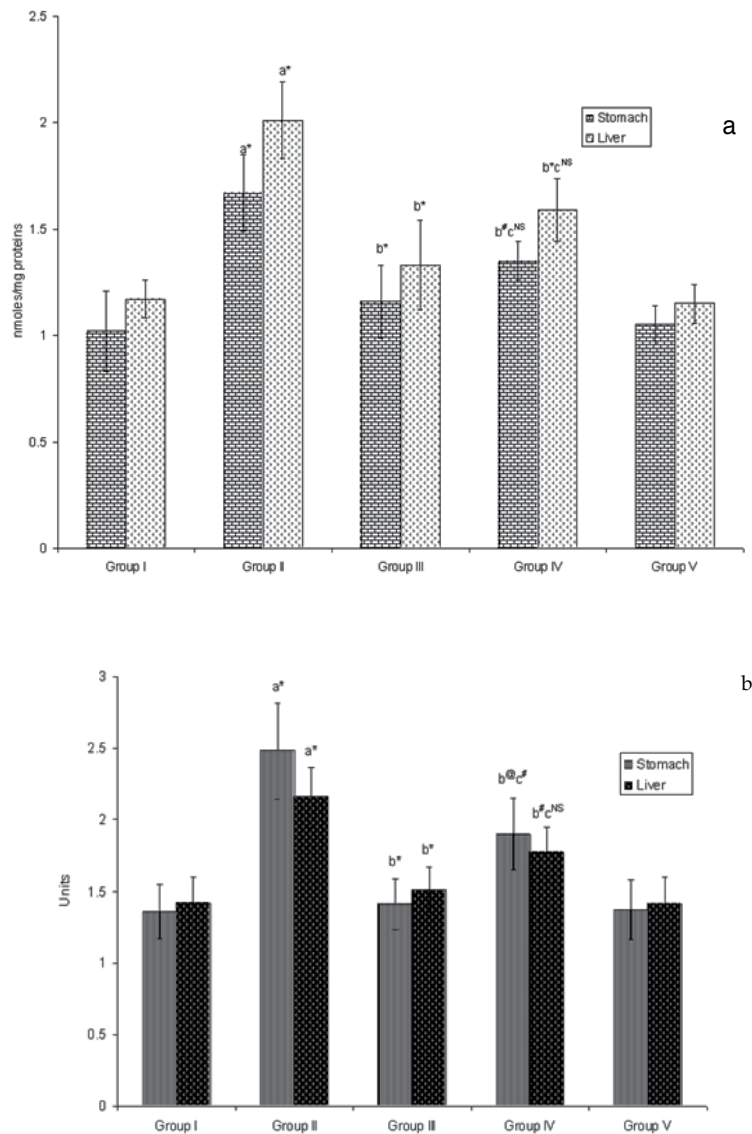 2.5
a*
Stomach
Liver
a
2
a*
b*c^NS
1.5
b*
b#c^NS
b*
nmoles/mg proteins
1
0.5
0
Group I
Group II
Group III
Group IV
Group V
3
b
a*
2.5
a*
Stomach
Liver
b@c#
2
b#c^NS
b*
b*
1.5
Units
1
0.5
0
Group I
Group II
Group III
Group IV
Group V